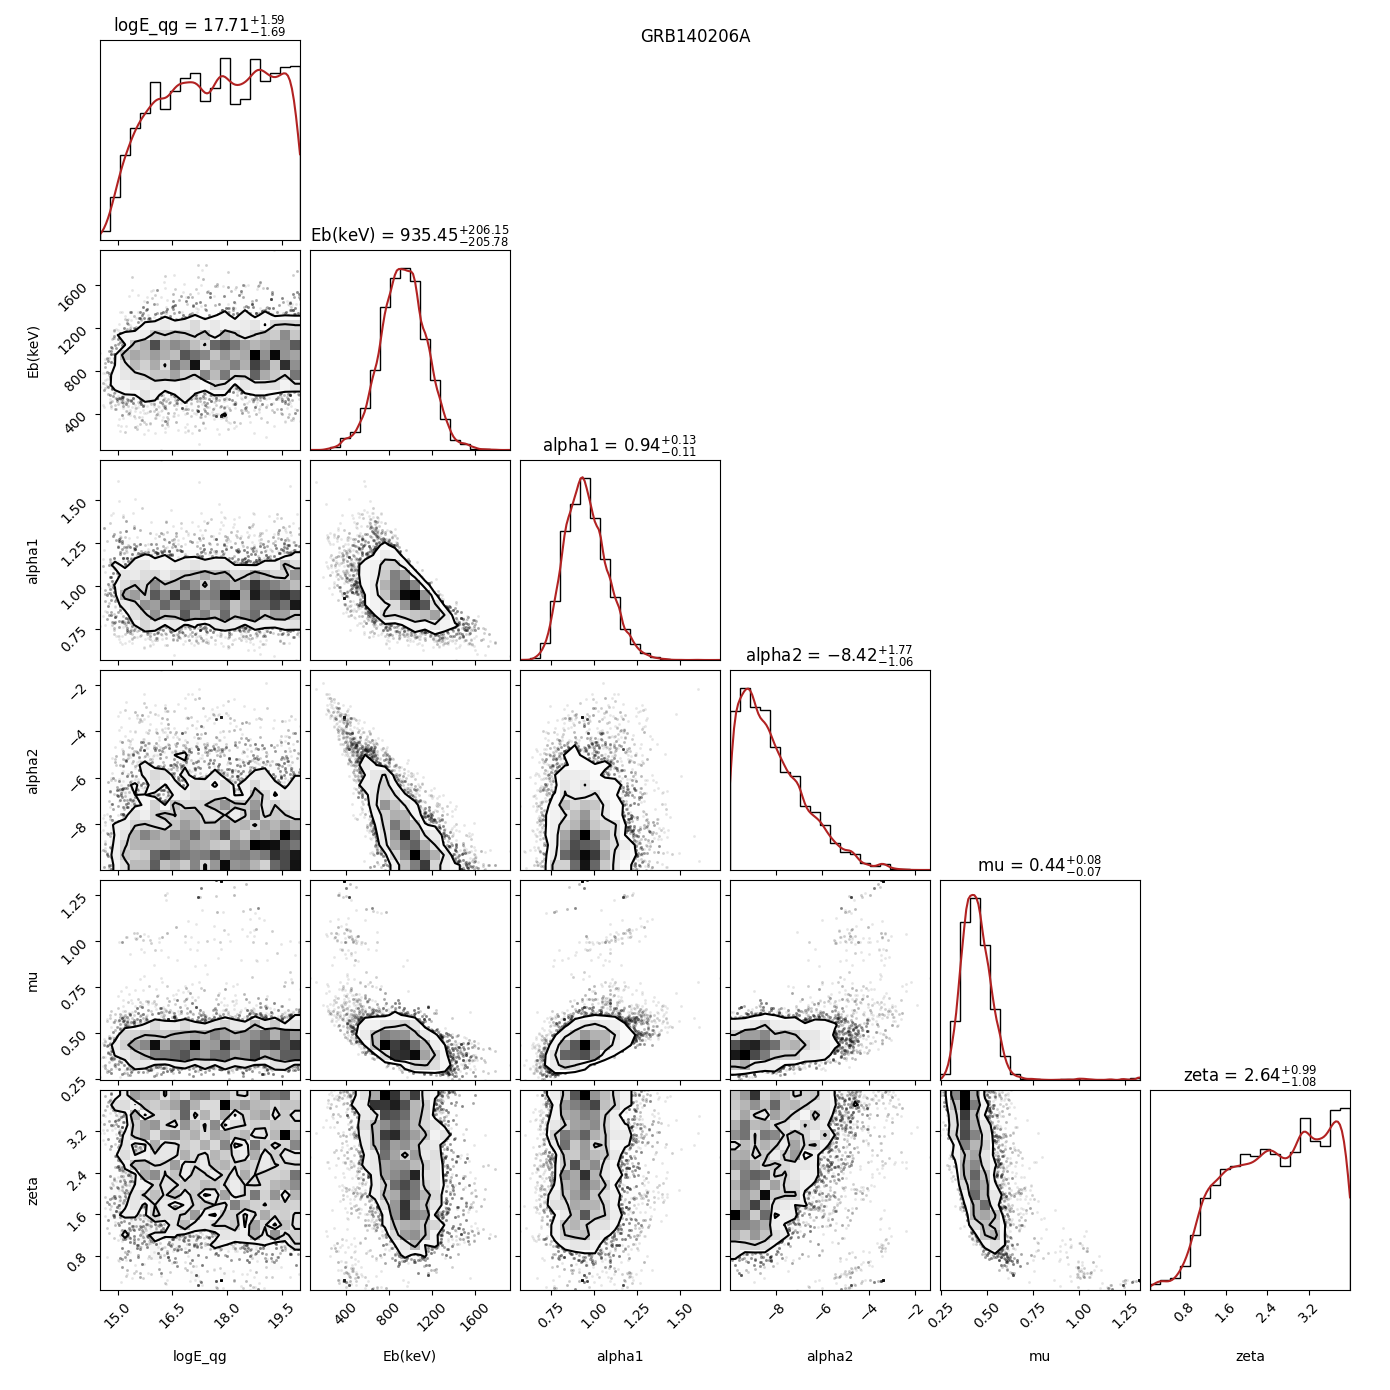 GRB140206A
logE_qg = 17.71 +1.59 −1.69
Eb(keV) = 935.45 +206.15 −205.78
Eb(keV)
1600
1200
800
400
alpha1 = 0.94 +0.13 −0.11
alpha1
1.50
1.25
1.00
0.75
alpha2 = −8.42 +1.77 −1.06
alpha2
−2
−4
−6
−8
mu = 0.44 +0.08 −0.07
mu
1.25
1.00
0.75
0.50
0.25
zeta = 2.64 +0.99 −1.08
zeta
3.2
2.4
1.6
0.8
15.0 16.5 18.0 19.5
400 800 1200 1600
0.75 1.00 1.25 1.50
−8 −6 −4 −2
0.25 0.50 0.75 1.00 1.25
0.8 1.6 2.4 3.2
logE_qg Eb(keV) alpha1 alpha2 mu zeta